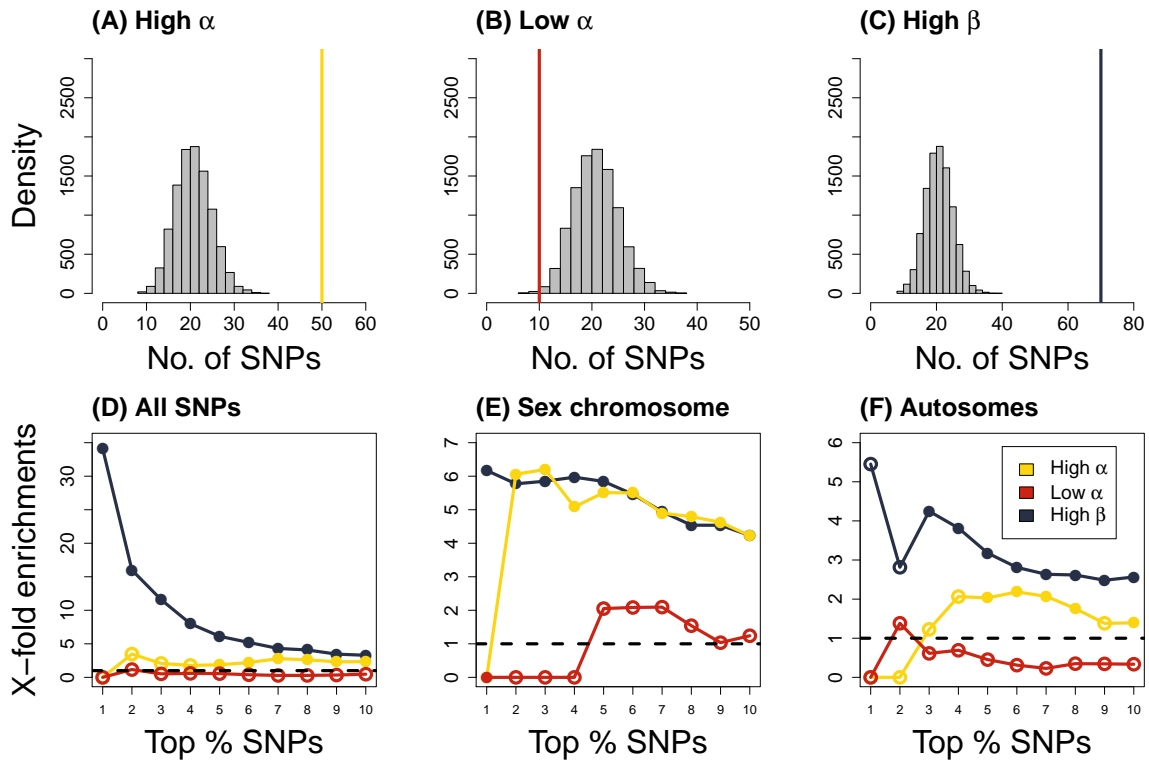 (A) High α
(B) Low α
(C) High β
Density
0
500
1500
2500
0
500
1500
2500
0
500
1500
2500
0 10 20 30 40 50 60
0 10 20 30 40 50
0 20 40 60 80
No. of SNPs
No. of SNPs
No. of SNPs
(D) All SNPs
(E) Sex chromosome
(F) Autosomes
X−fold enrichments
0
5
10
20
30
0
1
2
3
4
5
6
7
0
1
2
3
4
5
6
High α
Low α
High β
1 2 3 4 5 6 7 8 9 10
1 2 3 4 5 6 7 8 9 10
1 2 3 4 5 6 7 8 9 10
Top % SNPs
Top % SNPs
Top % SNPs